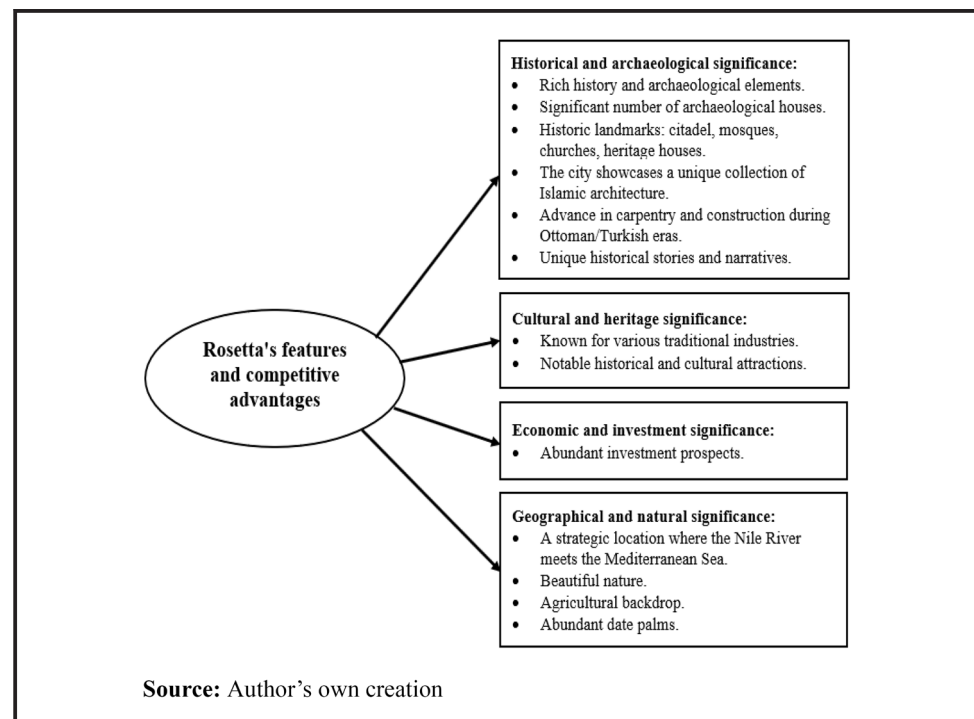 Historical and archaeological significance:
• Rich history and archaeological elements.
• Significant number of archaeological houses.
• Historic landmarks: citadel, mosques,
churches, heritage houses.
• The city showcases a unique collection of
Islamic architecture.
• Advance in carpentry and construction during
Ottoman/Turkish eras.
• Unique historical stories and narratives.
Rosetta's features
and competitive
advantages
Cultural and heritage significance:
• Known for various traditional industries.
• Notable historical and cultural attractions.
Economic and investment significance:
• Abundant investment prospects.
Geographical and natural significance:
• A strategic location where the Nile River
meets the Mediterranean Sea.
• Beautiful nature.
• Agricultural backdrop.
• Abundant date palms.
Source: Author’s own creation